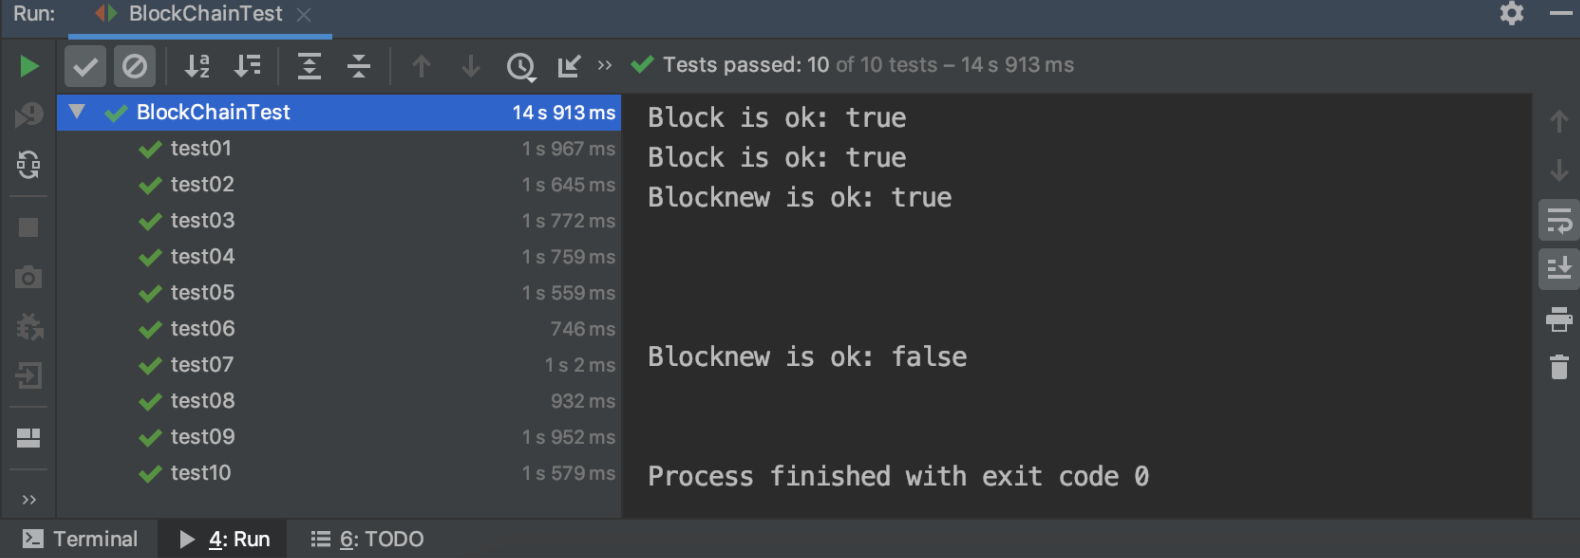 Run: BlockChainTest
Tests passed: 10 of 10 tests – 14 s 913 ms
BlockChainTest 14 s 913 ms
test01 1 s 967 ms
test02 1 s 645 ms
test03 1 s 772 ms
test04 1 s 759 ms
test05 1 s 559 ms
test06 746 ms
test07 1 s 2 ms
test08 932 ms
test09 1 s 952 ms
test10 1 s 579 ms
Block is ok: true
Block is ok: true
Blocknew is ok: true
Blocknew is ok: false
Process finished with exit code 0
Terminal 4: Run 6: TODO